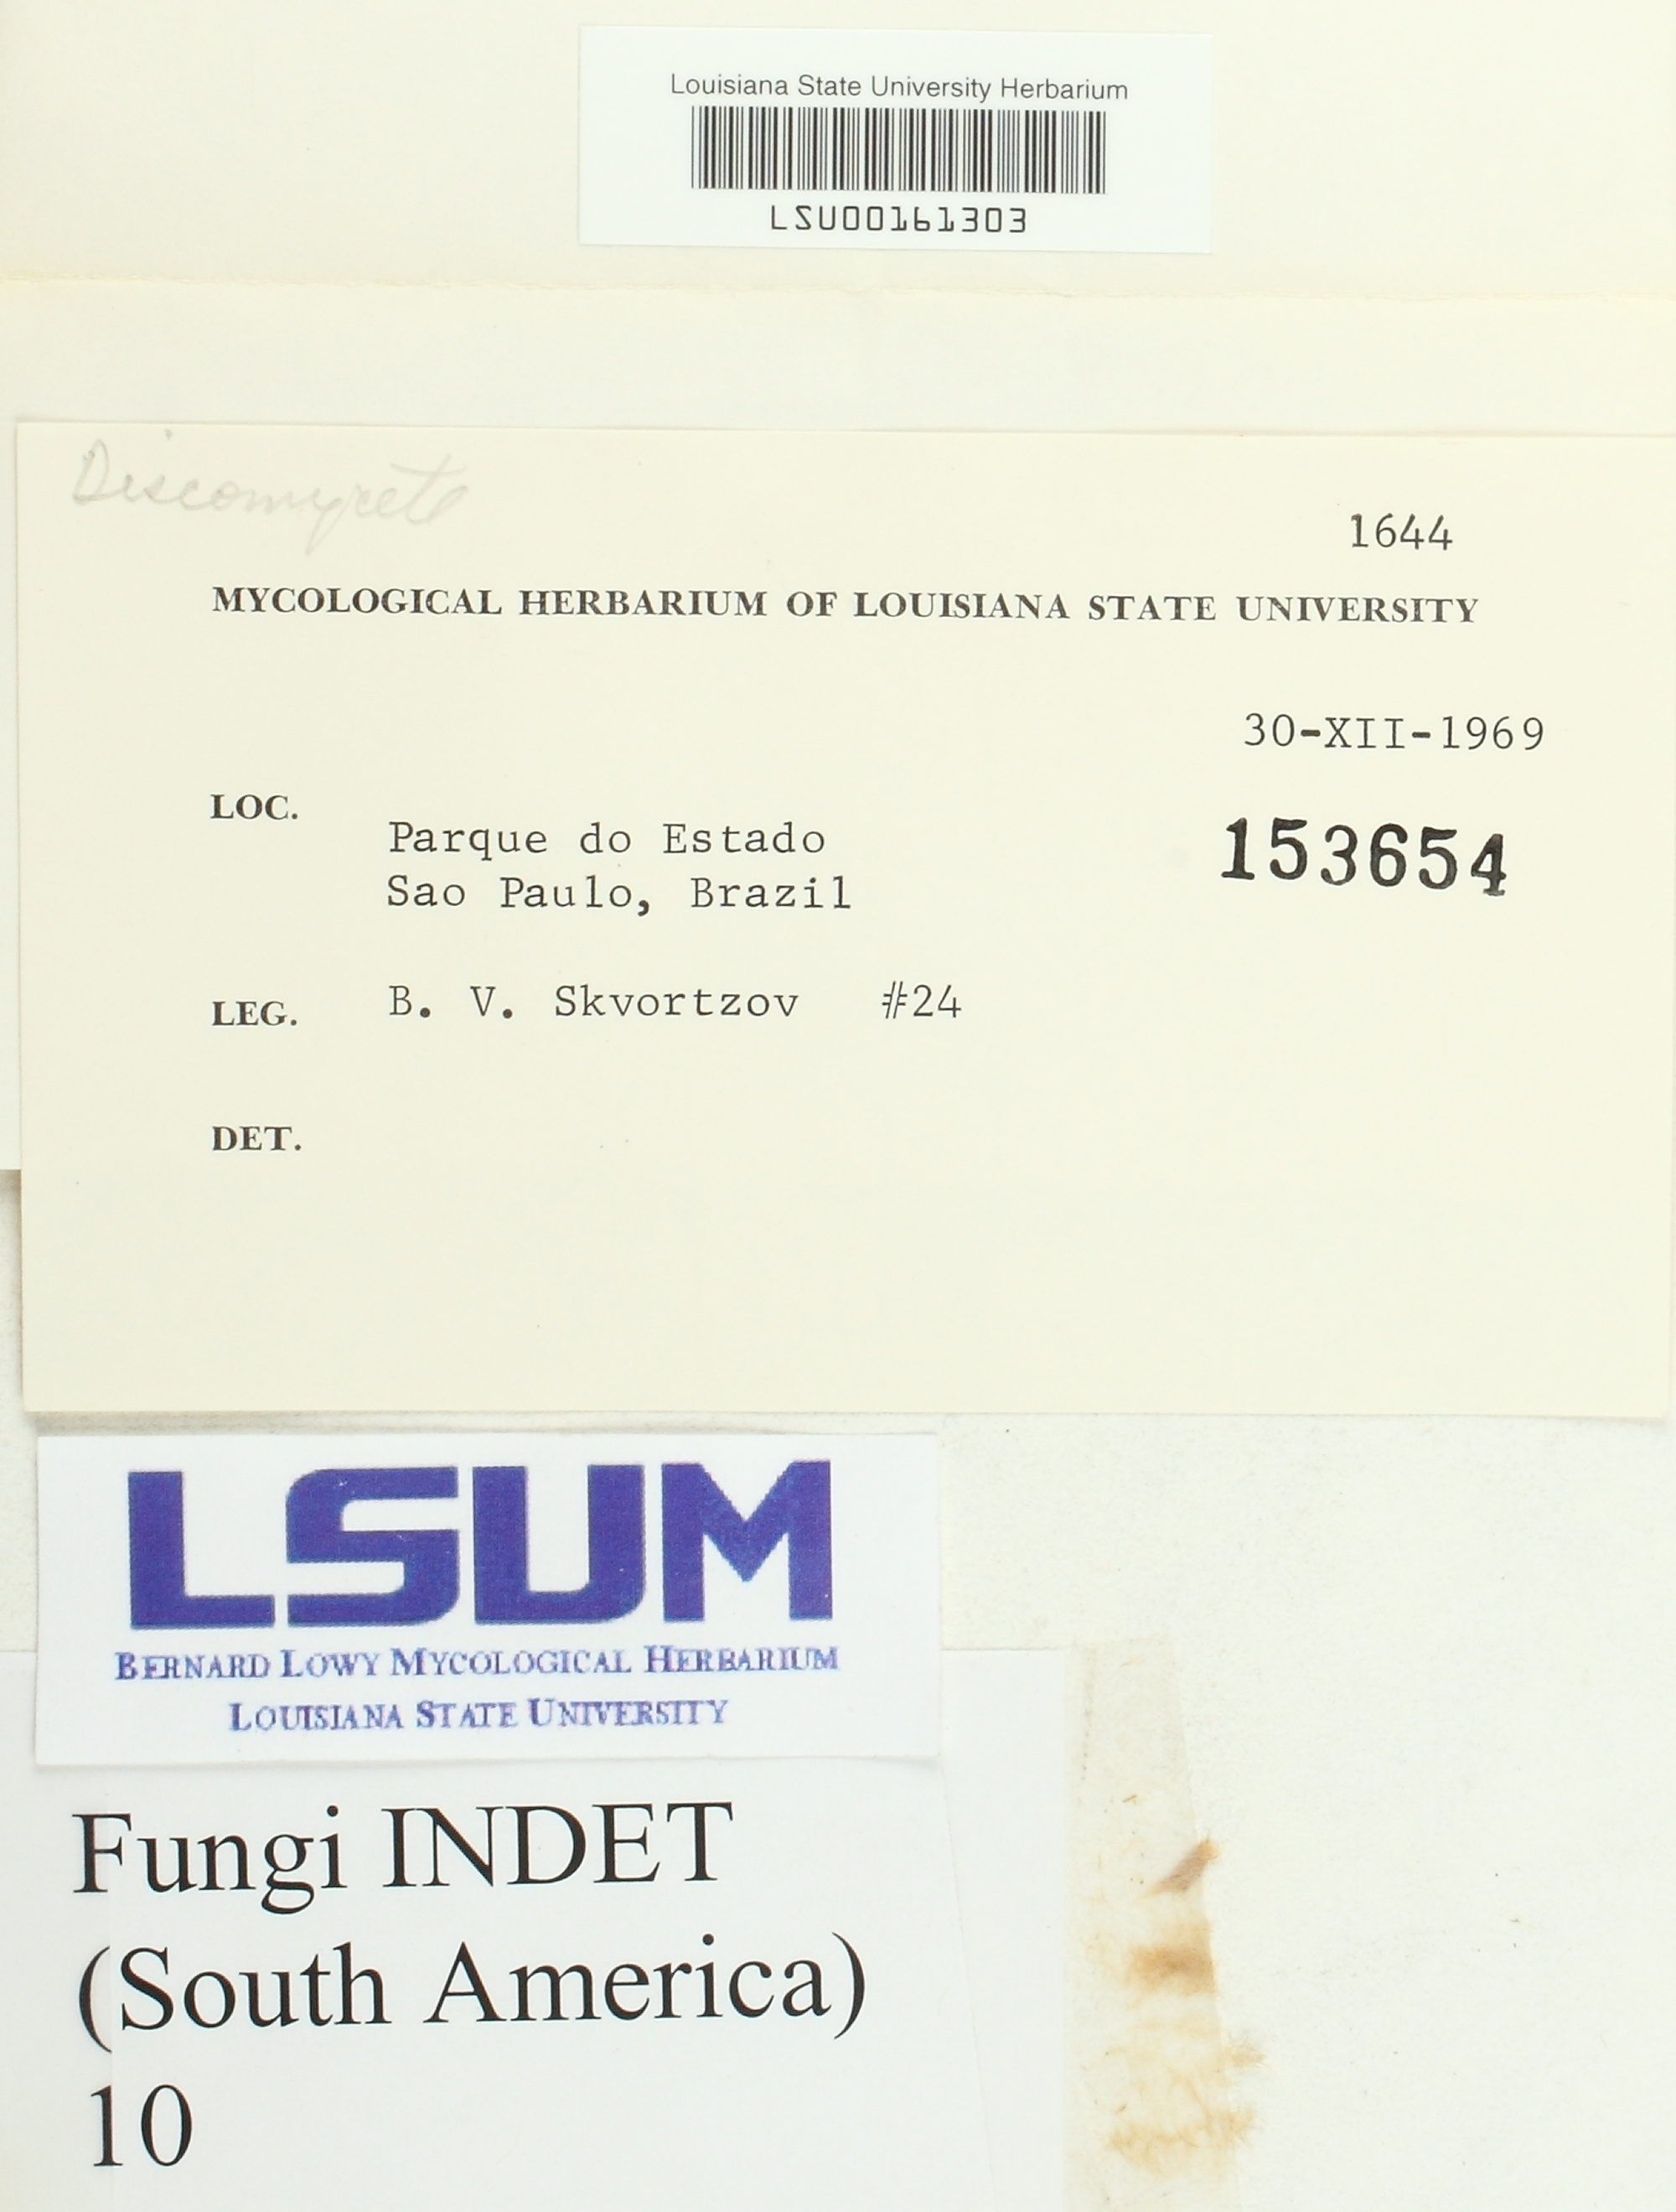 Louisiana State University Herbarium
LSU00161303
Discomycete
1644
MYCOLOGICAL HERBARIUM OF LOUISIANA STATE UNIVERSITY
30-XII-1969
LOC.
Parque do Estado
153654
Sao Paulo, Brazil
LEG. B. V. Skvortzov #24
DET.
LSUM
BERNARD LOWY MYCOLOGICAL HERBARIUM
LOUISIANA STATE UNIVERSITY
Fungi INDET
(South America)
10